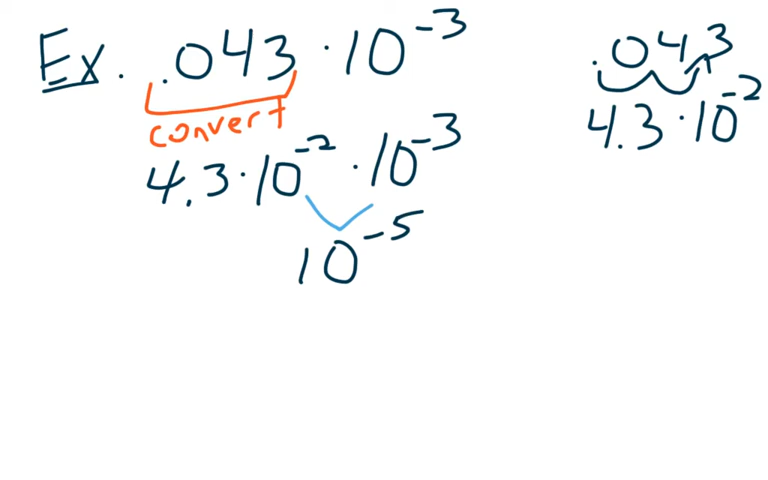 Ex. .043 · 10⁻³
convert
4.3 · 10⁻² · 10⁻³
10⁻⁵
.043
4.3 · 10⁻²